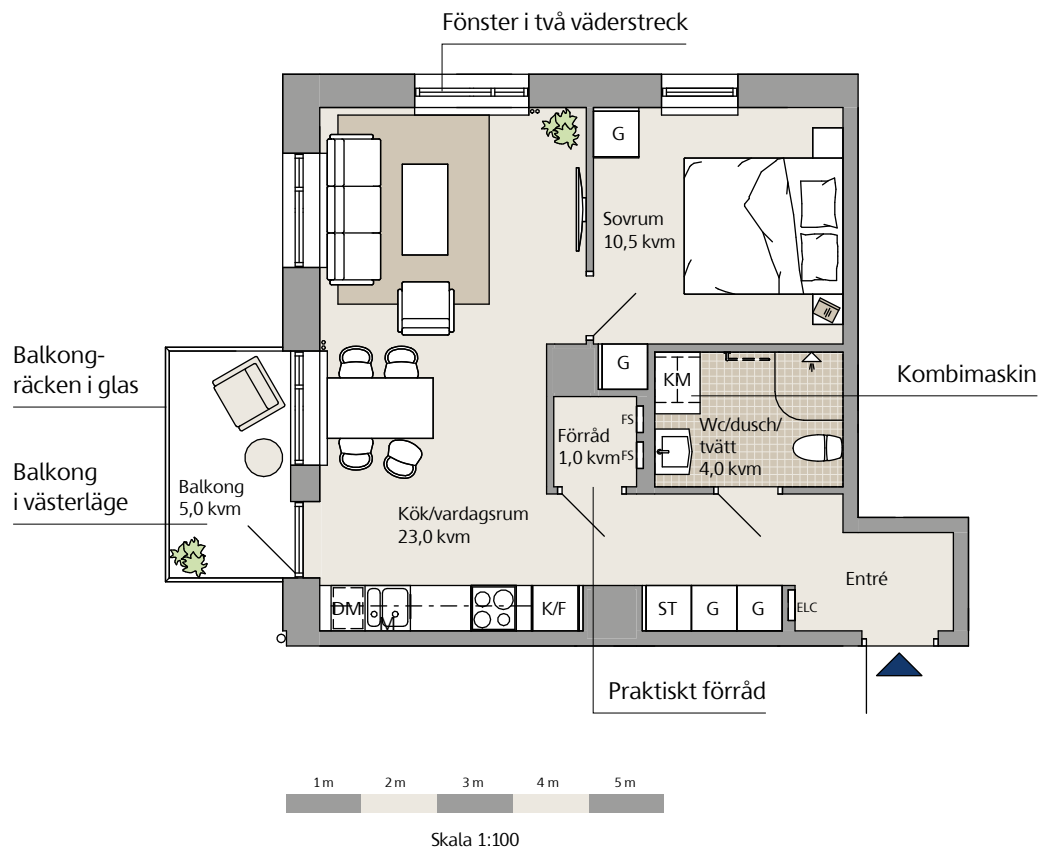 Fönster i två väderstreck
G
Sovrum
10,5 kvm
Balkong-
räcken i glas
G
KM
Kombimaskin
FS
Wc/dusch/
tvätt
4,0 kvm
Förråd
1,0 kvm
FS
Balkong
i västerläge
Balkong
5,0 kvm
Kök/vardagsrum
23,0 kvm
Entré
DM
M
K/F
ST
G
G
ELC
Praktiskt förråd
1 m
2 m
3 m
4 m
5 m
Skala 1:100